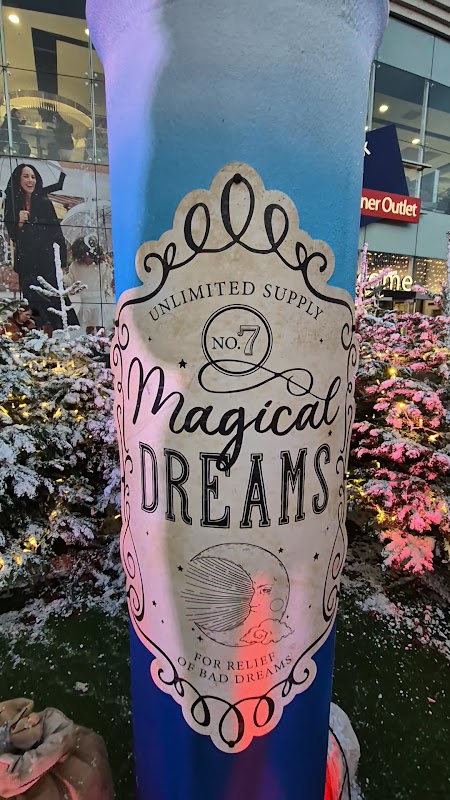 UNLIMITED SUPPLY
NO.7
Magical
DREAMS
FOR RELIEF
OF BAD DREAMS
ner Outlet